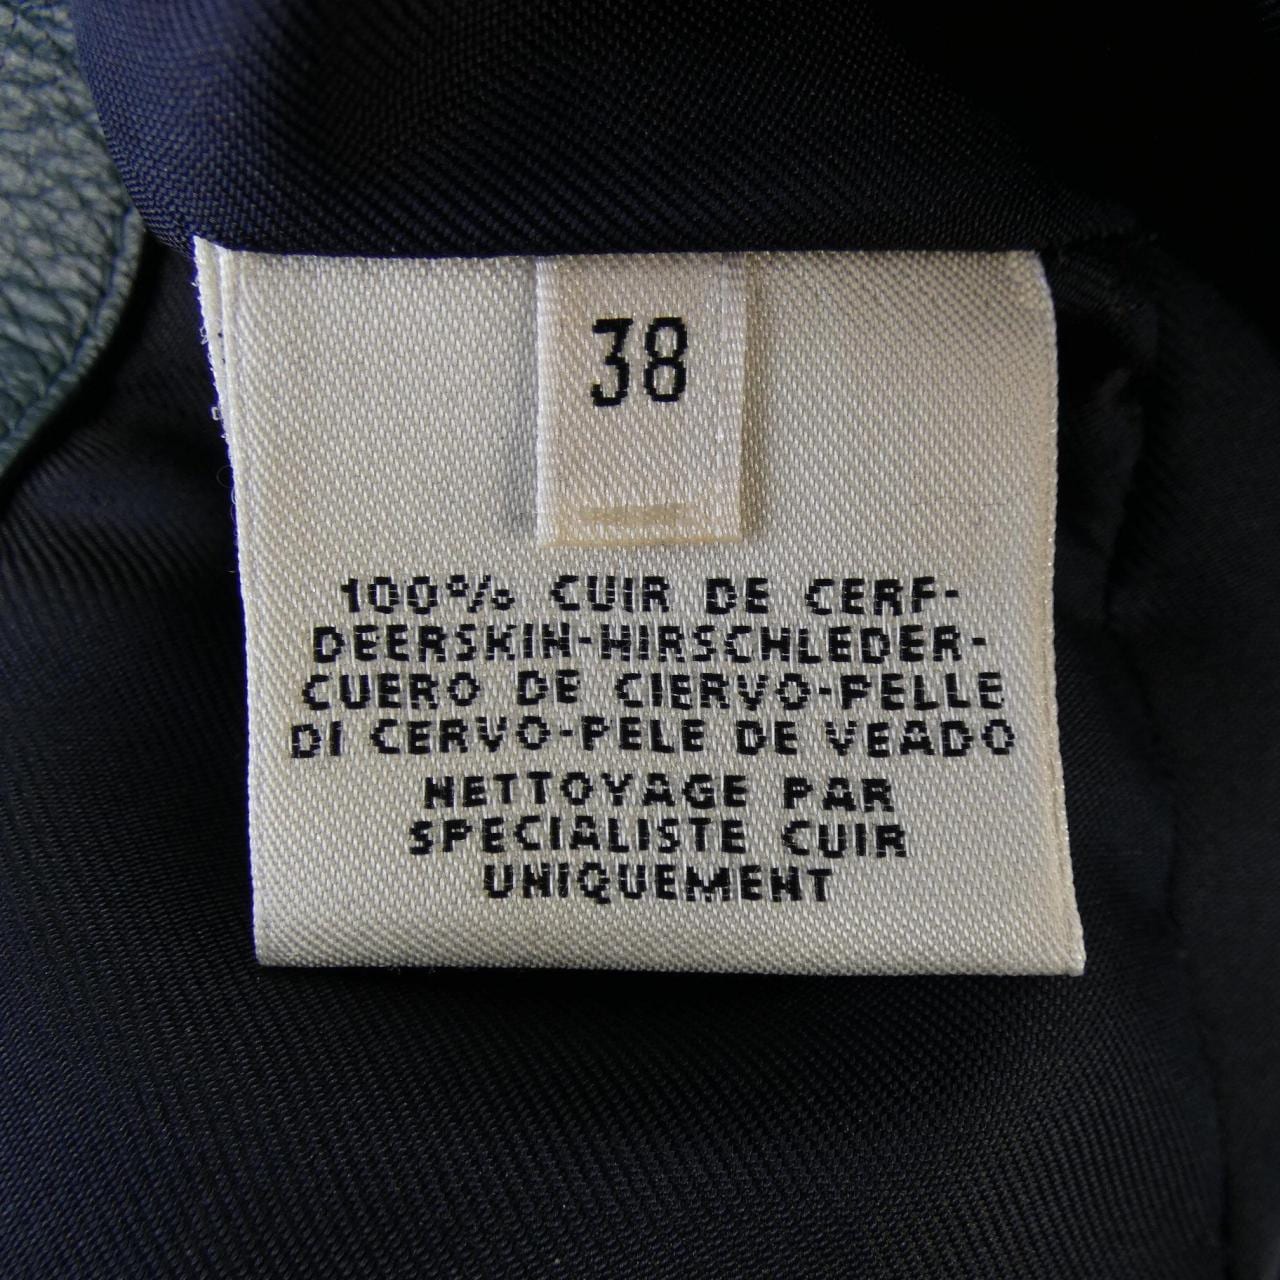 38
100% CUIR DE CERF-
DEERSKIN-HIRSCHLEDER-
CUERO DE CIERVO-PELLE
DI CERVO-PELE DE VEADO
NETTOYAGE PAR
SPECIALISTE CUIR
UNIQUEMENT